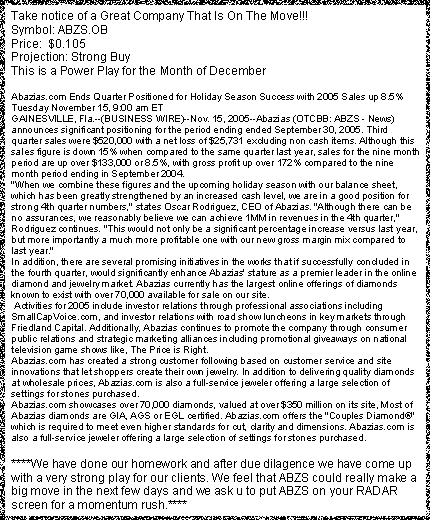 Take notice of a Great Company That Is On The Move!!!
Symbol: ABZS.OB
Price:  $0.105
Projection: Strong Buy
This is a Power Play for the Month of December
Abazias.com Ends Quarter Positioned for Holiday Season Success with 2005 Sales up 8.5%
Tuesday November 15, 9:00 am ET
GAINESVILLE, Fla.--(BUSINESS WIRE)--Nov. 15, 2005--Abazias (OTCBB: ABZS - News)
announces significant positioning for the period ending ended September 30, 2005. Third
quarter sales were $520,000 with a net loss of $25,731 excluding non cash items. Although this
sales figure is down 15% when compared to the same quarter last year, sales for the nine month
period are up over $133,000 or 8.5%, with gross profit up over 172% compared to the nine
month period ending in September 2004.
"When we combine these figures and the upcoming holiday season with our balance sheet,
which has been greatly strengthened by an increased cash level, we are in a good position for
strong 4th quarter numbers," states Oscar Rodriguez, CEO of Abazias. "Although there can be
no assurances, we reasonably believe we can achieve 1MM in revenues in the 4th quarter,"
Rodriguez continues. "This would not only be a significant percentage increase versus last year,
but more importantly a much more profitable one with our new gross margin mix compared to
last year."
In addition, there are several promising initiatives in the works that if successfully concluded in
the fourth quarter, would significantly enhance Abazias' stature as a premier leader in the online
diamond and jewelry market. Abazias currently has the largest online offerings of diamonds
known to exist with over 70,000 available for sale on our site.
Activities for 2005 include investor relations through professional associations including
SmallCapVoice.com, and investor relations with road show luncheons in key markets through
Friedland Capital. Additionally, Abazias continues to promote the company through consumer
public relations and strategic marketing alliances including promotional giveaways on national
television game shows like, The Price is Right.
Abazias.com has created a strong customer following based on customer service and site
innovations that let shoppers create their own jewelry. In addition to delivering quality diamonds
at wholesale prices, Abazias.com is also a full-service jeweler offering a large selection of
settings for stones purchased.
Abazias.com showcases over 70,000 diamonds, valued at over $350 million on its site, Most of
Abazias diamonds are GIA, AGS or EGL certified. Abazias.com offers the "Couples Diamond®"
which is required to meet even higher standards for cut, clarity and dimensions. Abazias.com is
also a full-service jeweler offering a large selection of settings for stones purchased.
****We have done our homework and after due dilagence we have come up
with a very strong play for our clients. We feel that ABZS could really make a
big move in the next few days and we ask u to put ABZS on your RADAR
screen for a momentum rush.****